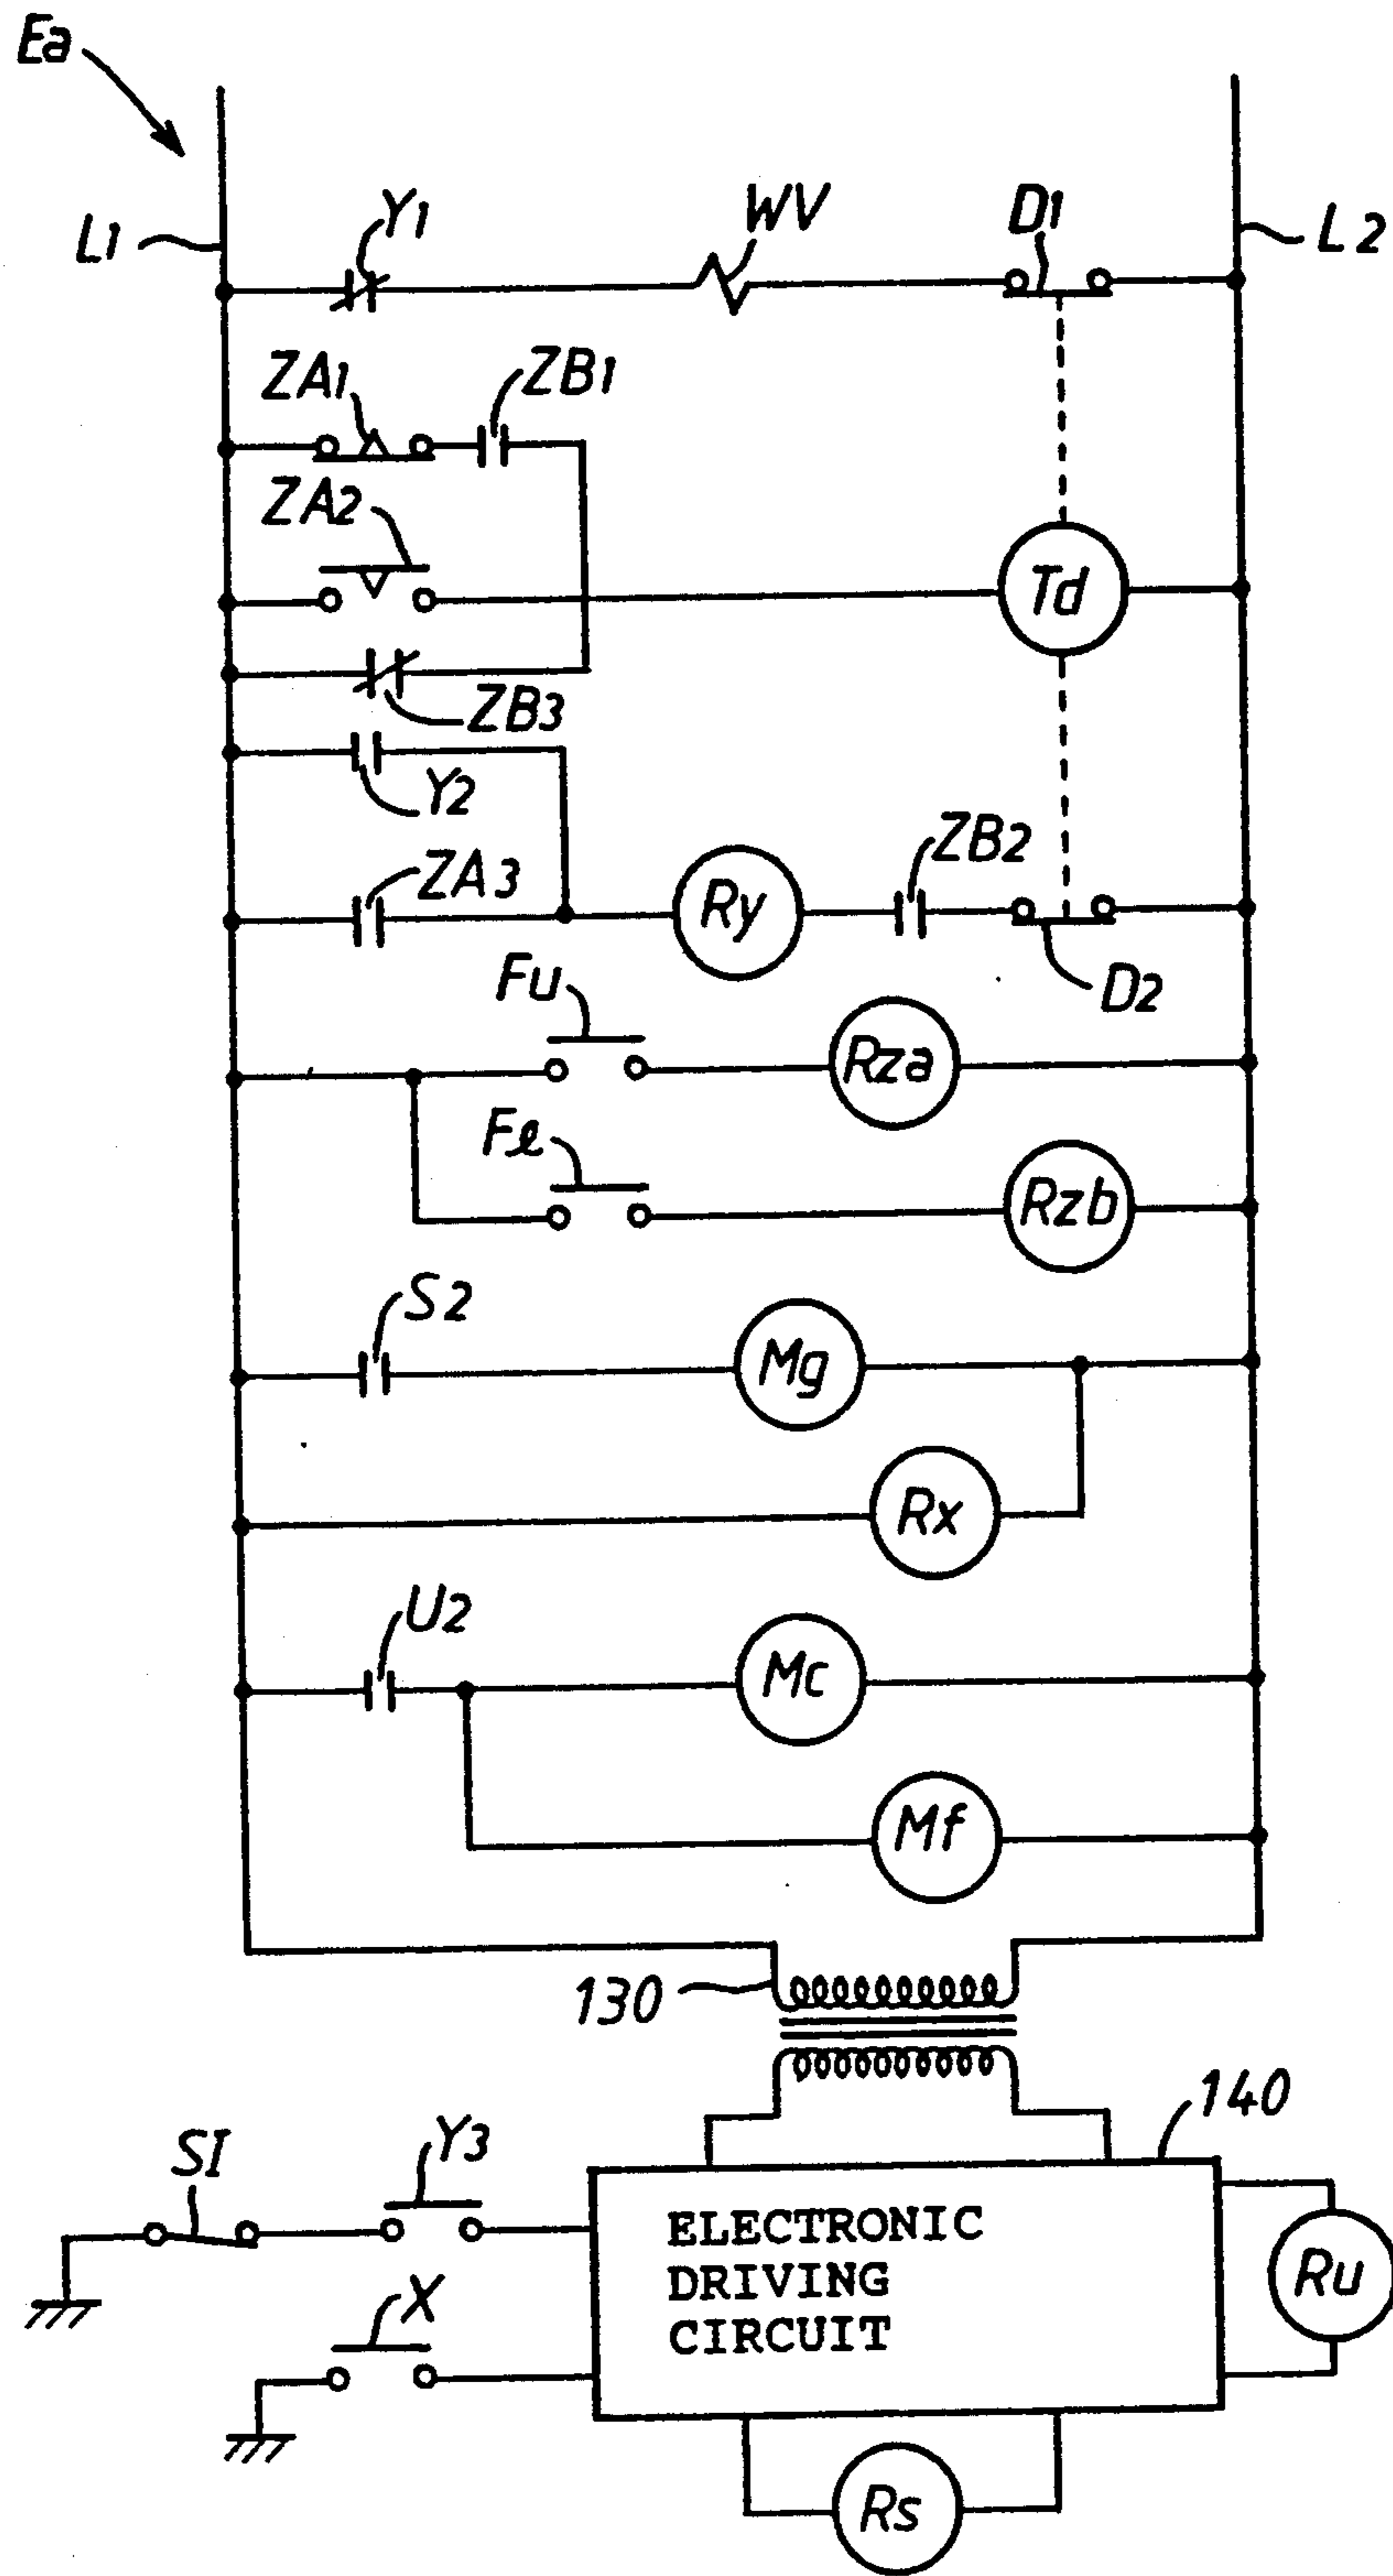 Ea
L1
Y1
WV
D1
L2
ZA1
ZB1
ZA2
Td
ZB3
Y2
ZA3
Ry
ZB2
D2
Fu
Rza
Fℓ
Rzb
S2
Mg
Rx
U2
Mc
Mf
130
140
SI
Y3
ELECTRONIC
DRIVING
CIRCUIT
Ru
X
Rs